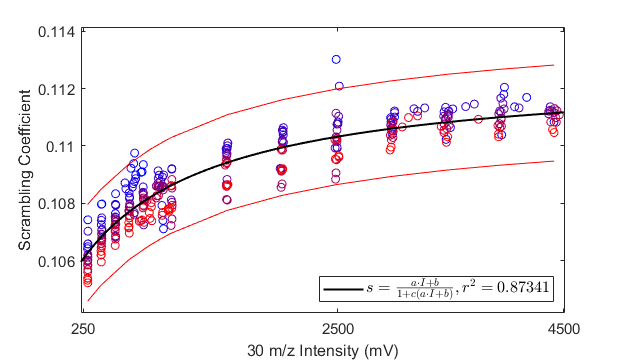 0.114
0.112
0.11
0.108
0.106
Scrambling Coefficient
s = \frac{a·I+b}{1+c(a·I+b)}, r² = 0.87341
250 2500 4500
30 m/z Intensity (mV)